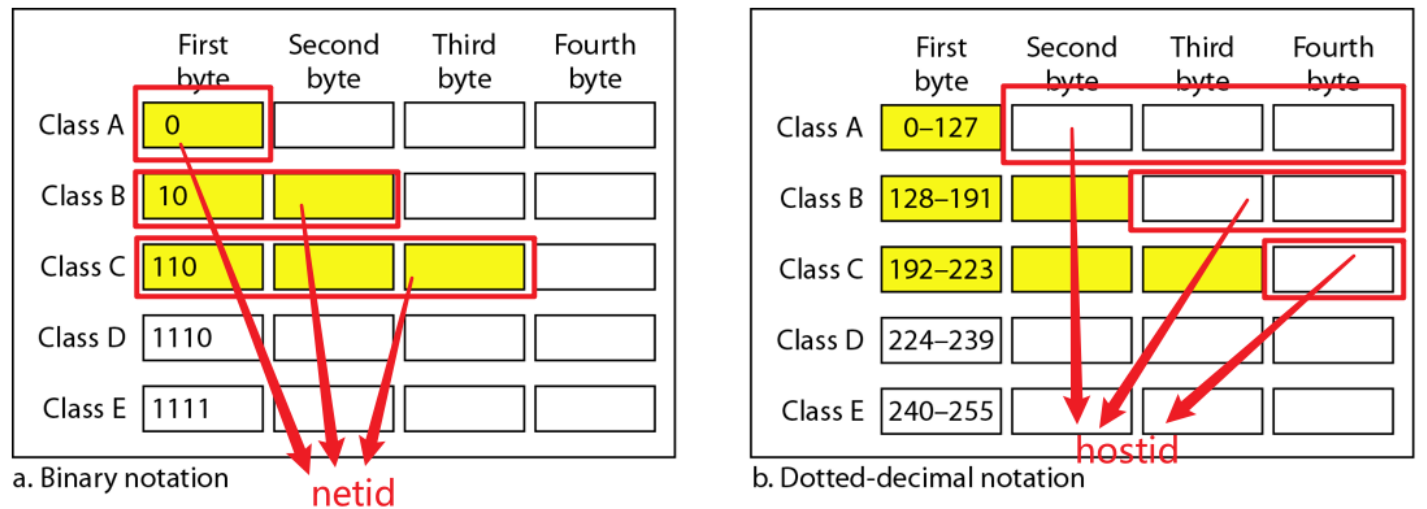 First Second Third Fourth
byte byte byte byte
Class A 0
Class B 10
Class C 110
Class D 1110
Class E 1111
a. Binary notation
netid
First Second Third Fourth
byte byte byte byte
Class A 0–127
Class B 128–191
Class C 192–223
Class D 224–239
Class E 240–255
hostid
b. Dotted-decimal notation